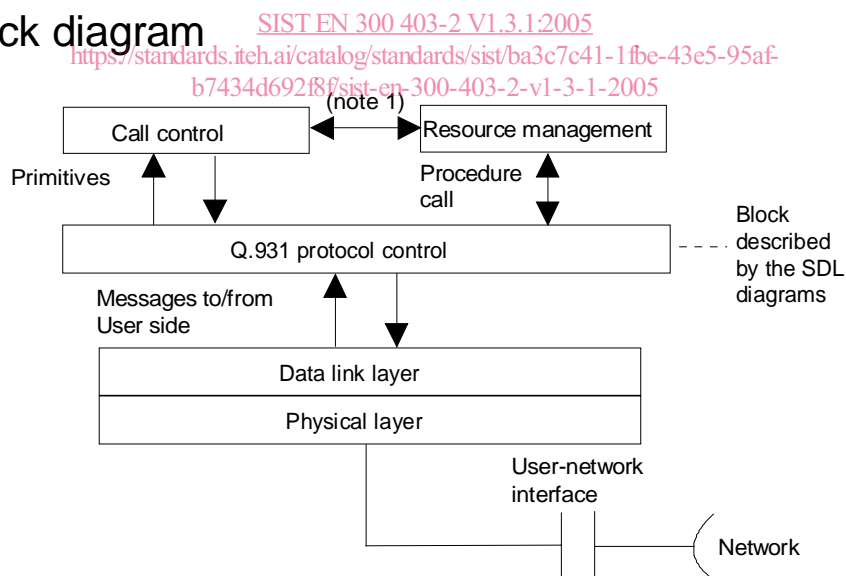 ck diagram
SIST EN 300 403-2 V1.3.1:2005
https://standards.iteh.ai/catalog/standards/sist/ba3c7c41-1fbe-43e5-95af-
b7434d692f8f/sist-en-300-403-2-v1-3-1-2005
(note 1)
Call control
Resource management
Primitives
Procedure
call
Block
described
by the SDL
diagrams
Q.931 protocol control
Messages to/from
User side
Data link layer
Physical layer
User-network
interface
Network